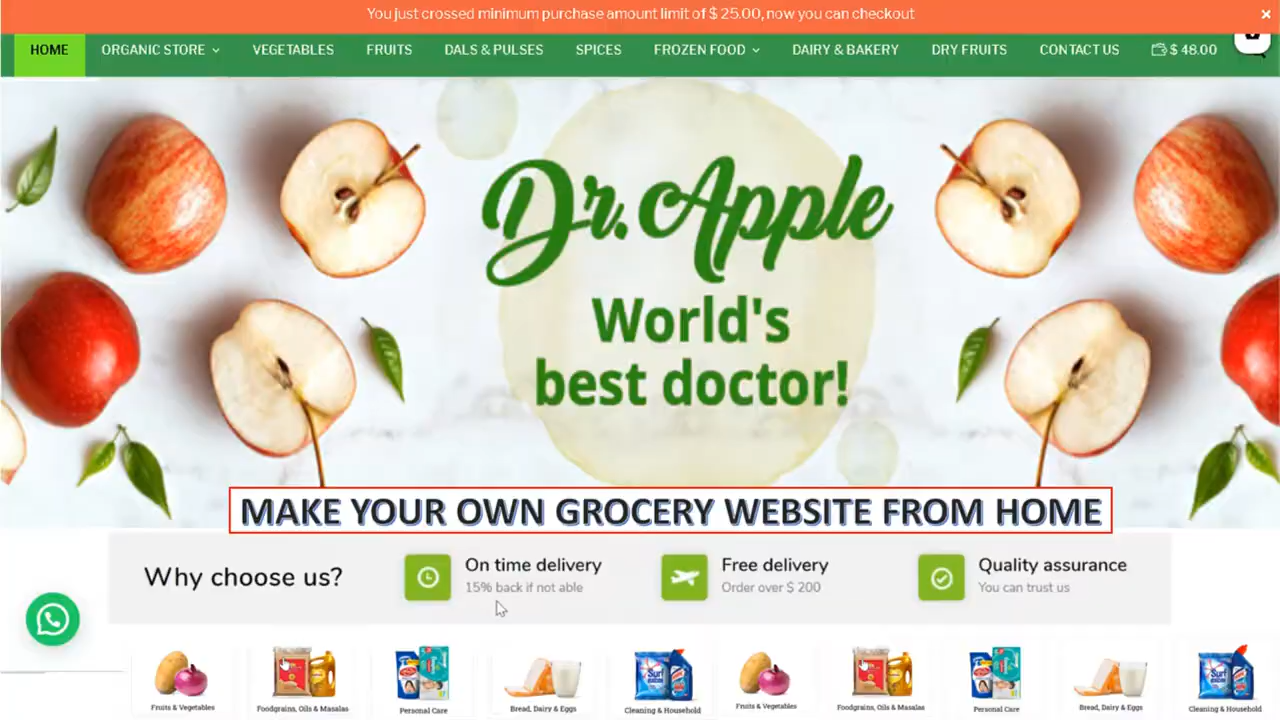 You just crossed minimum purchase amount limit of $ 25.00, now you can checkout
HOME ORGANIC STORE VEGETABLES FRUITS DALS & PULSES SPICES FROZEN FOOD DAIRY & BAKERY DRY FRUITS CONTACT US $ 48.00
Dr. Apple
World's
best doctor!
MAKE YOUR OWN GROCERY WEBSITE FROM HOME
Why choose us?
On time delivery
15% back if not able
Free delivery
Order over $ 200
Quality assurance
You can trust us
Surf excel
Surf excel
Fruits & Vegetables Foodgrains, Oils & Masalas Personal Care Bread, Dairy & Eggs Cleaning & Household Fruits & Vegetables Foodgrains, Oils & Masalas Personal Care Bread, Dairy & Eggs Cleaning & Household